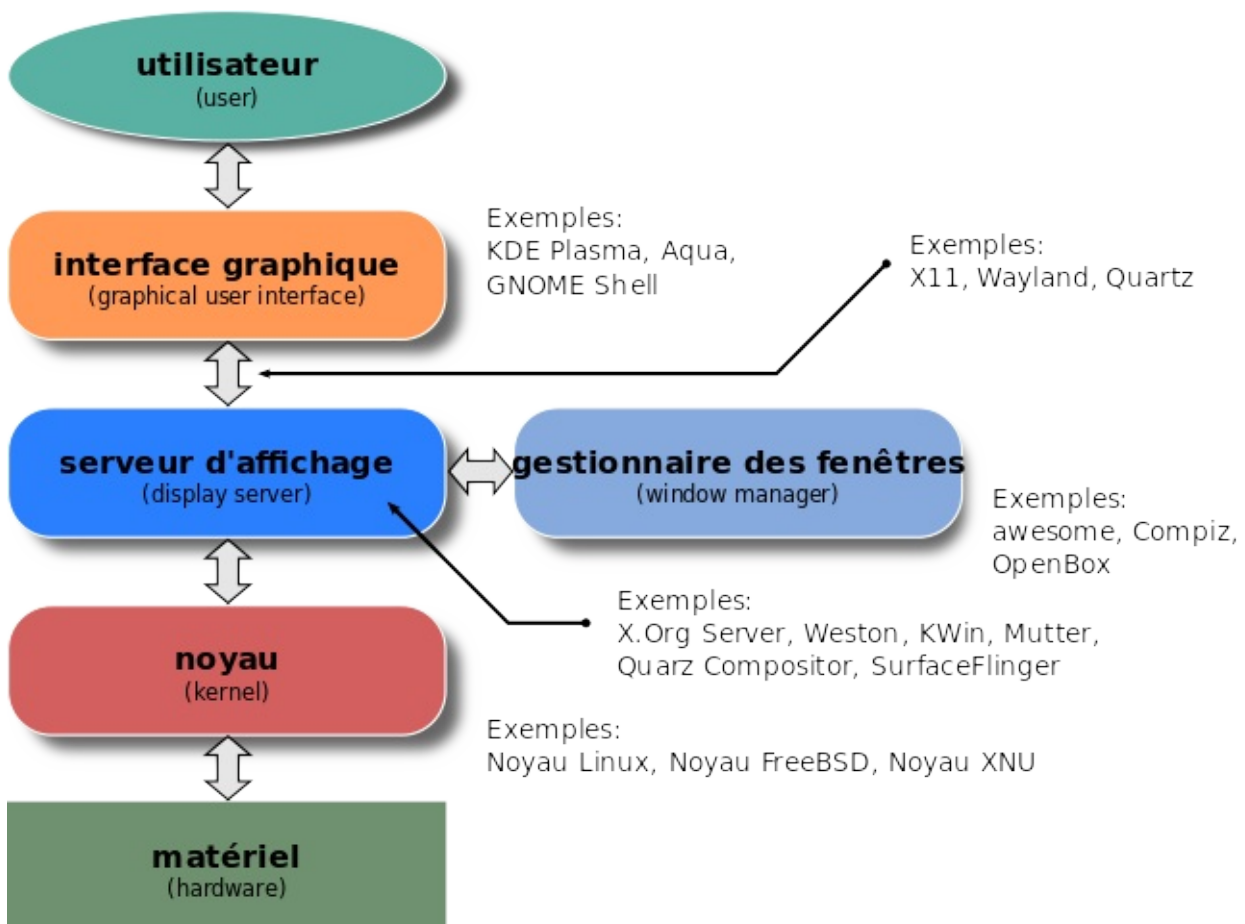 utilisateur
(user)
interface graphique
(graphical user interface)
Exemples:
KDE Plasma, Aqua,
GNOME Shell
Exemples:
X11, Wayland, Quartz
serveur d'affichage
(display server)
gestionnaire des fenêtres
(window manager)
Exemples:
awesome, Compiz,
OpenBox
Exemples:
X.Org Server, Weston, KWin, Mutter,
Quarz Compositor, SurfaceFlinger
noyau
(kernel)
Exemples:
Noyau Linux, Noyau FreeBSD, Noyau XNU
matériel
(hardware)